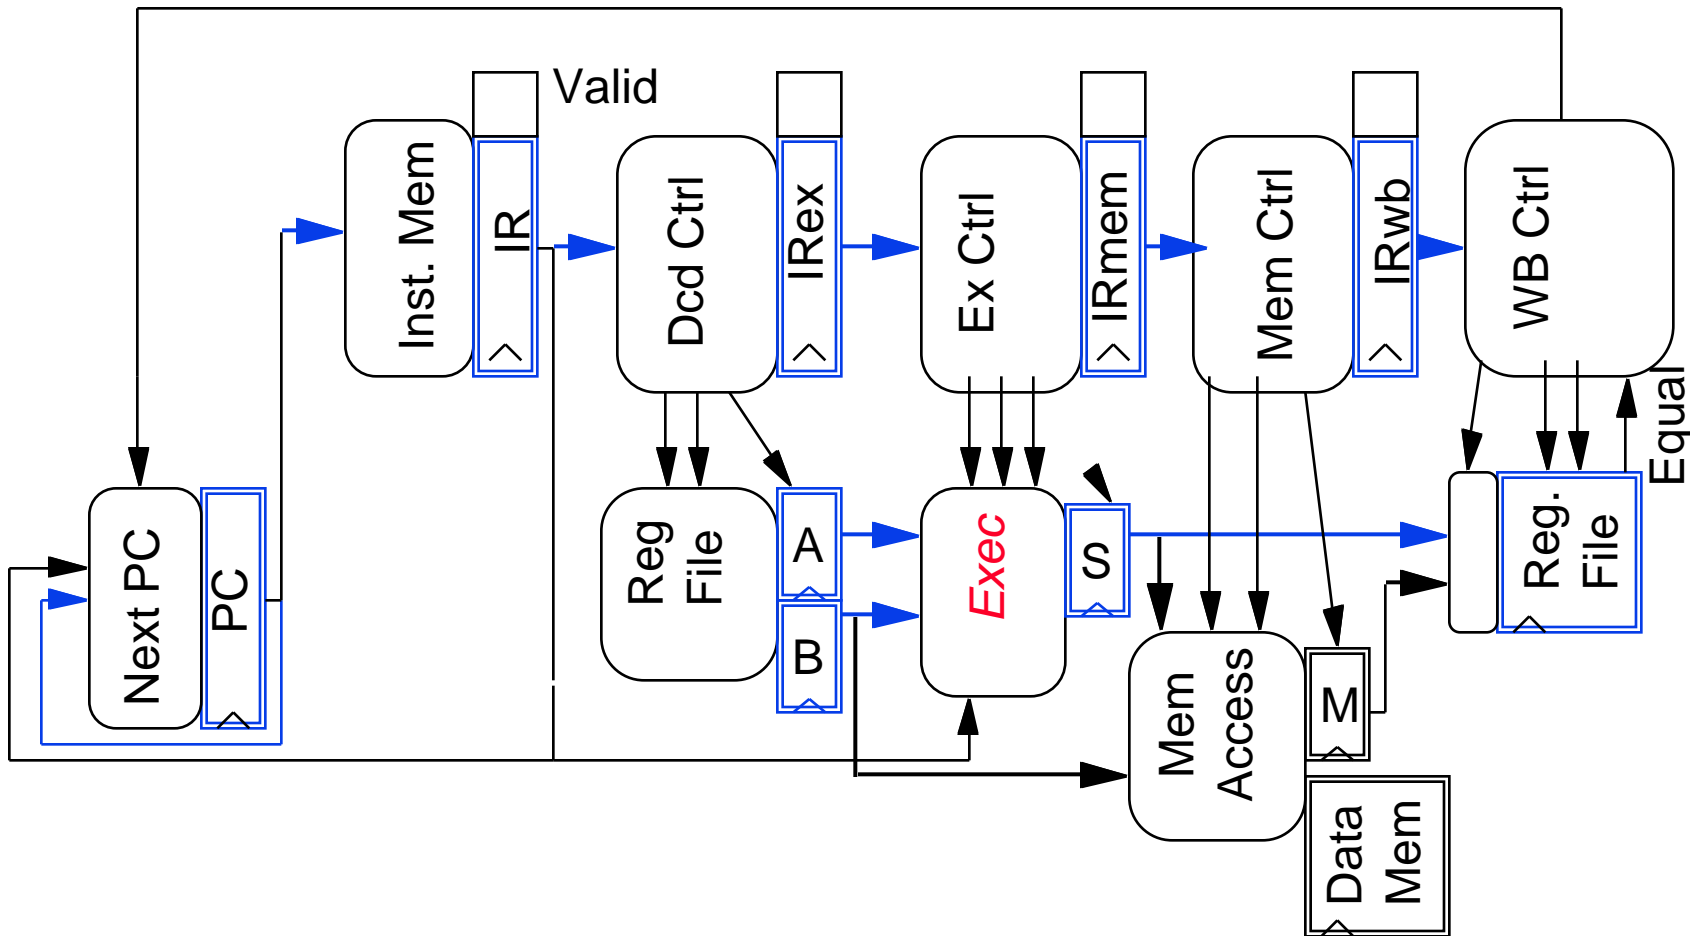 Valid
Inst. Mem
IR
Dcd Ctrl
IRex
Ex Ctrl
IRmem
Mem Ctrl
IRwb
WB Ctrl
Equal
Next PC
PC
Reg
File
A
B
Exec
S
Mem
Access
M
Data
Mem
Reg.
File